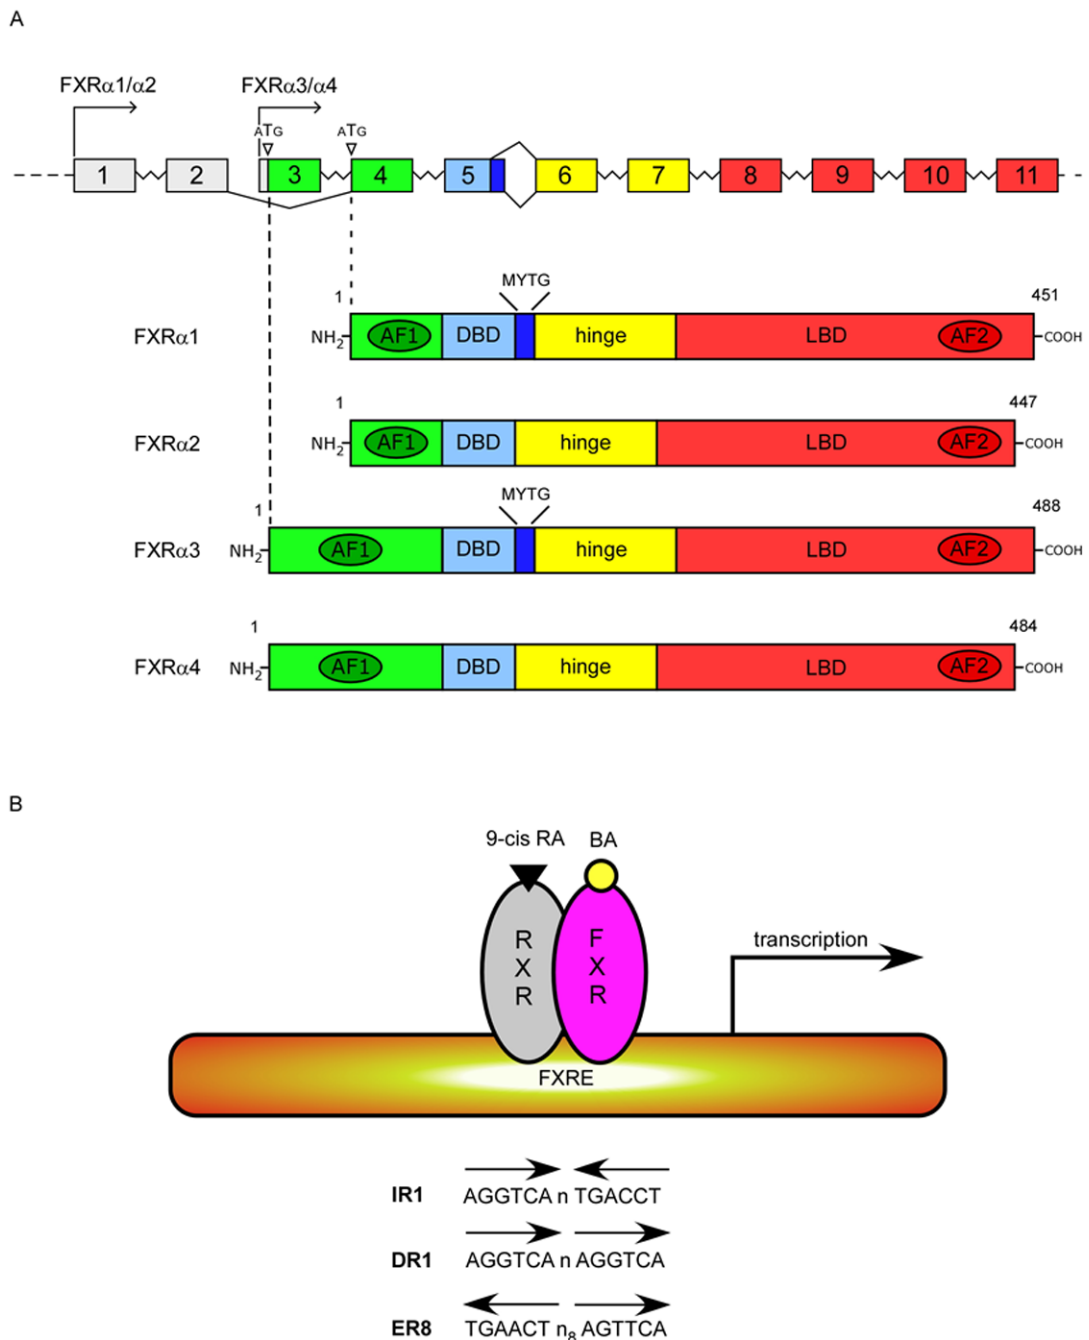 A
FXRα1/α2 FXRα3/α4
ATG ATG
1 2 3 4 5 6 7 8 9 10 11
MYTG
1 451
FXRα1 NH2 AF1 DBD hinge LBD AF2 COOH
1 447
FXRα2 NH2 AF1 DBD hinge LBD AF2 COOH
MYTG
1 488
FXRα3 NH2 AF1 DBD hinge LBD AF2 COOH
1 484
FXRα4 NH2 AF1 DBD hinge LBD AF2 COOH
B
9-cis RA BA
RXR FXR
transcription
FXRE
IR1 AGGTCA n TGACCT
DR1 AGGTCA n AGGTCA
ER8 TGAACT n8 AGTTCA